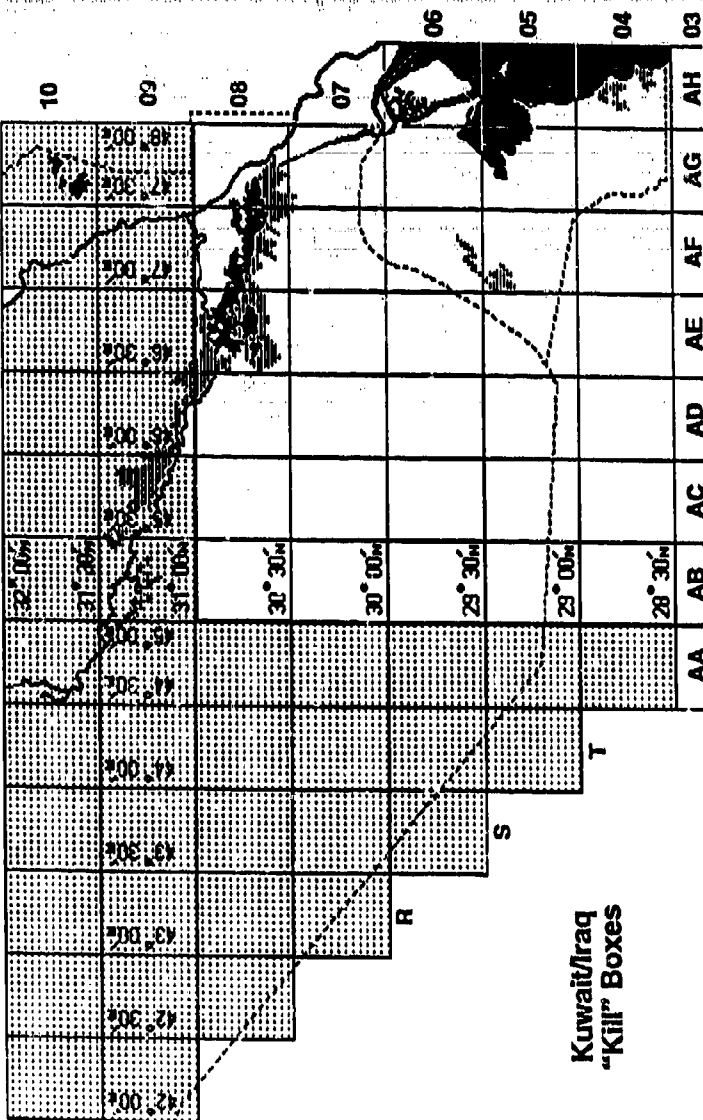 10
09
08
07
06
05
04
03
42° 00'E
42° 30'E
43° 00'E
43° 30'E
44° 00'E
44° 30'E
45° 00'E
46° 00'E
46° 30'E
47° 00'E
47° 30'E
48° 00'E
32° 00'N
31° 30'N
31° 00'N
30° 30'N
30° 00'N
29° 30'N
29° 00'N
28° 30'N
R
S
T
AA
AB
AC
AD
AE
AF
AG
AH
Kuwait/Iraq
"Kill" Boxes